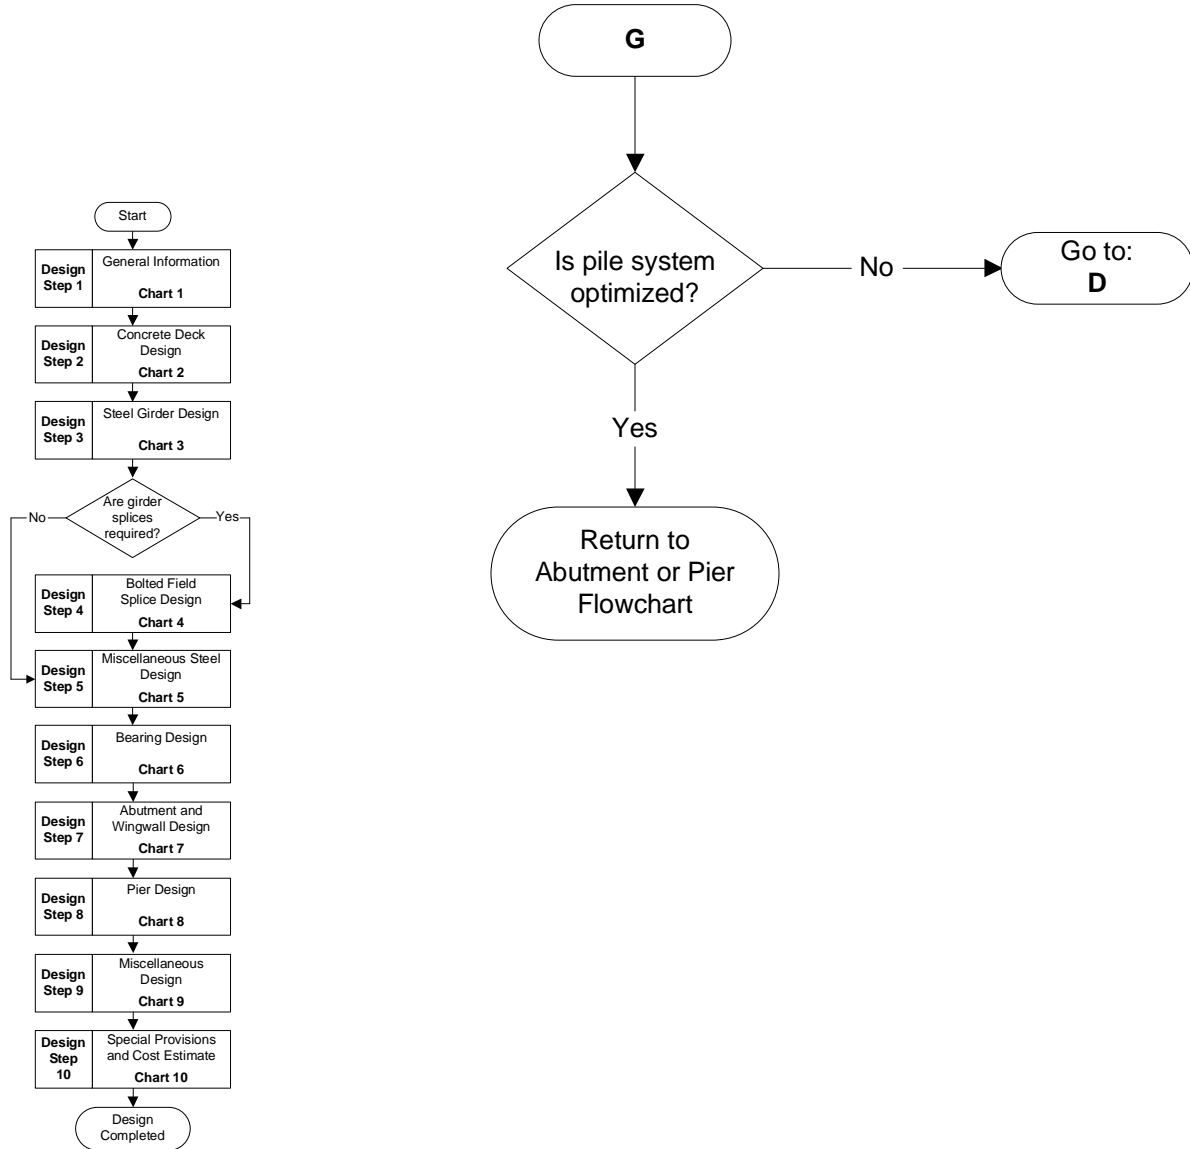 Start
Design
Step 1
General Information
Chart 1
Design
Step 2
Concrete Deck
Design
Chart 2
Design
Step 3
Steel Girder Design
Chart 3
Are girder
splices
required?
No
Yes
Design
Step 4
Bolted Field
Splice Design
Chart 4
Design
Step 5
Miscellaneous Steel
Design
Chart 5
Design
Step 6
Bearing Design
Chart 6
Design
Step 7
Abutment and
Wingwall Design
Chart 7
Design
Step 8
Pier Design
Chart 8
Design
Step 9
Miscellaneous
Design
Chart 9
Design
Step
10
Special Provisions
and Cost Estimate
Chart 10
Design
Completed
G
Is pile system
optimized?
No
Go to:
D
Yes
Return to
Abutment or Pier
Flowchart